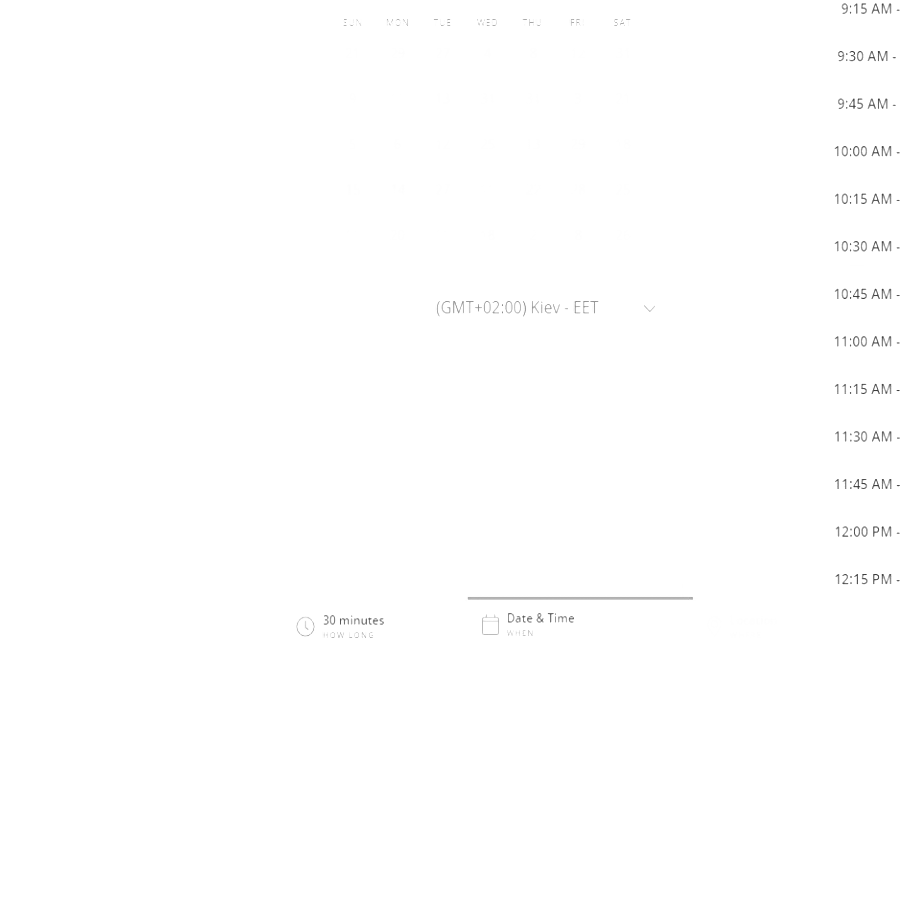 SUN MON TUE WED THU FRI SAT
(GMT+02:00) Kiev - EET
30 minutes
HOW LONG
Date & Time
WHEN
9:15 AM -
9:30 AM -
9:45 AM -
10:00 AM -
10:15 AM -
10:30 AM -
10:45 AM -
11:00 AM -
11:15 AM -
11:30 AM -
11:45 AM -
12:00 PM -
12:15 PM -